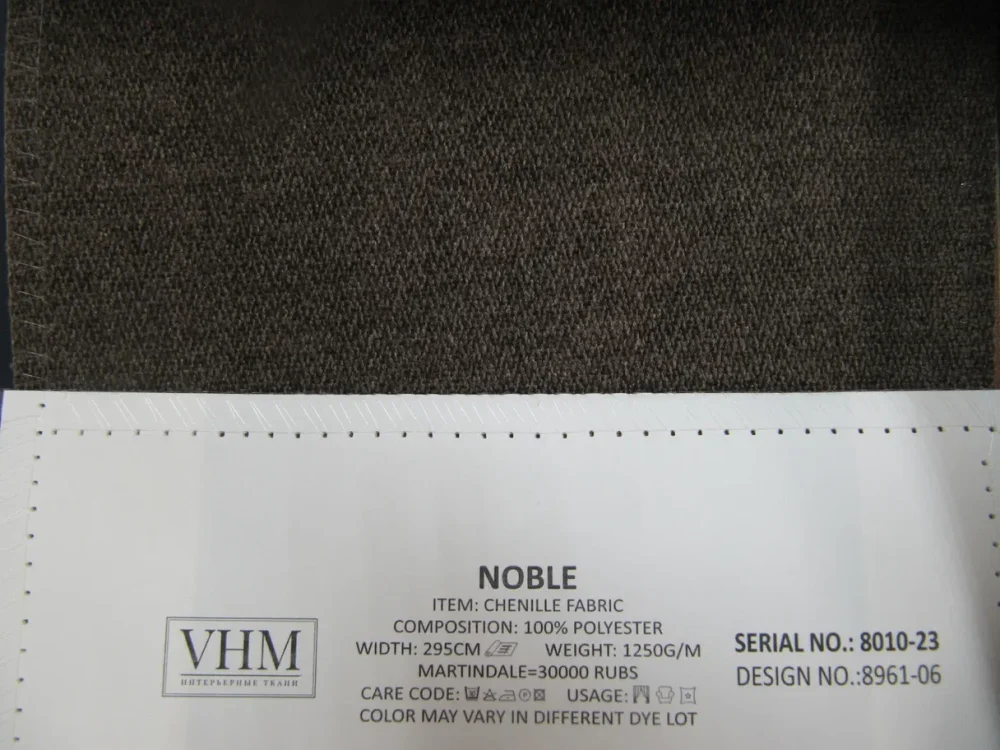 NOBLE
ITEM: CHENILLE FABRIC
COMPOSITION: 100% POLYESTER
WIDTH: 295CM WEIGHT: 1250G/M
MARTINDALE=30000 RUBS
CARE CODE: USAGE:
COLOR MAY VARY IN DIFFERENT DYE LOT
VHM
ИНТЕРЬЕРНЫЕ ТКАНИ
SERIAL NO.: 8010-23
DESIGN NO.:8961-06